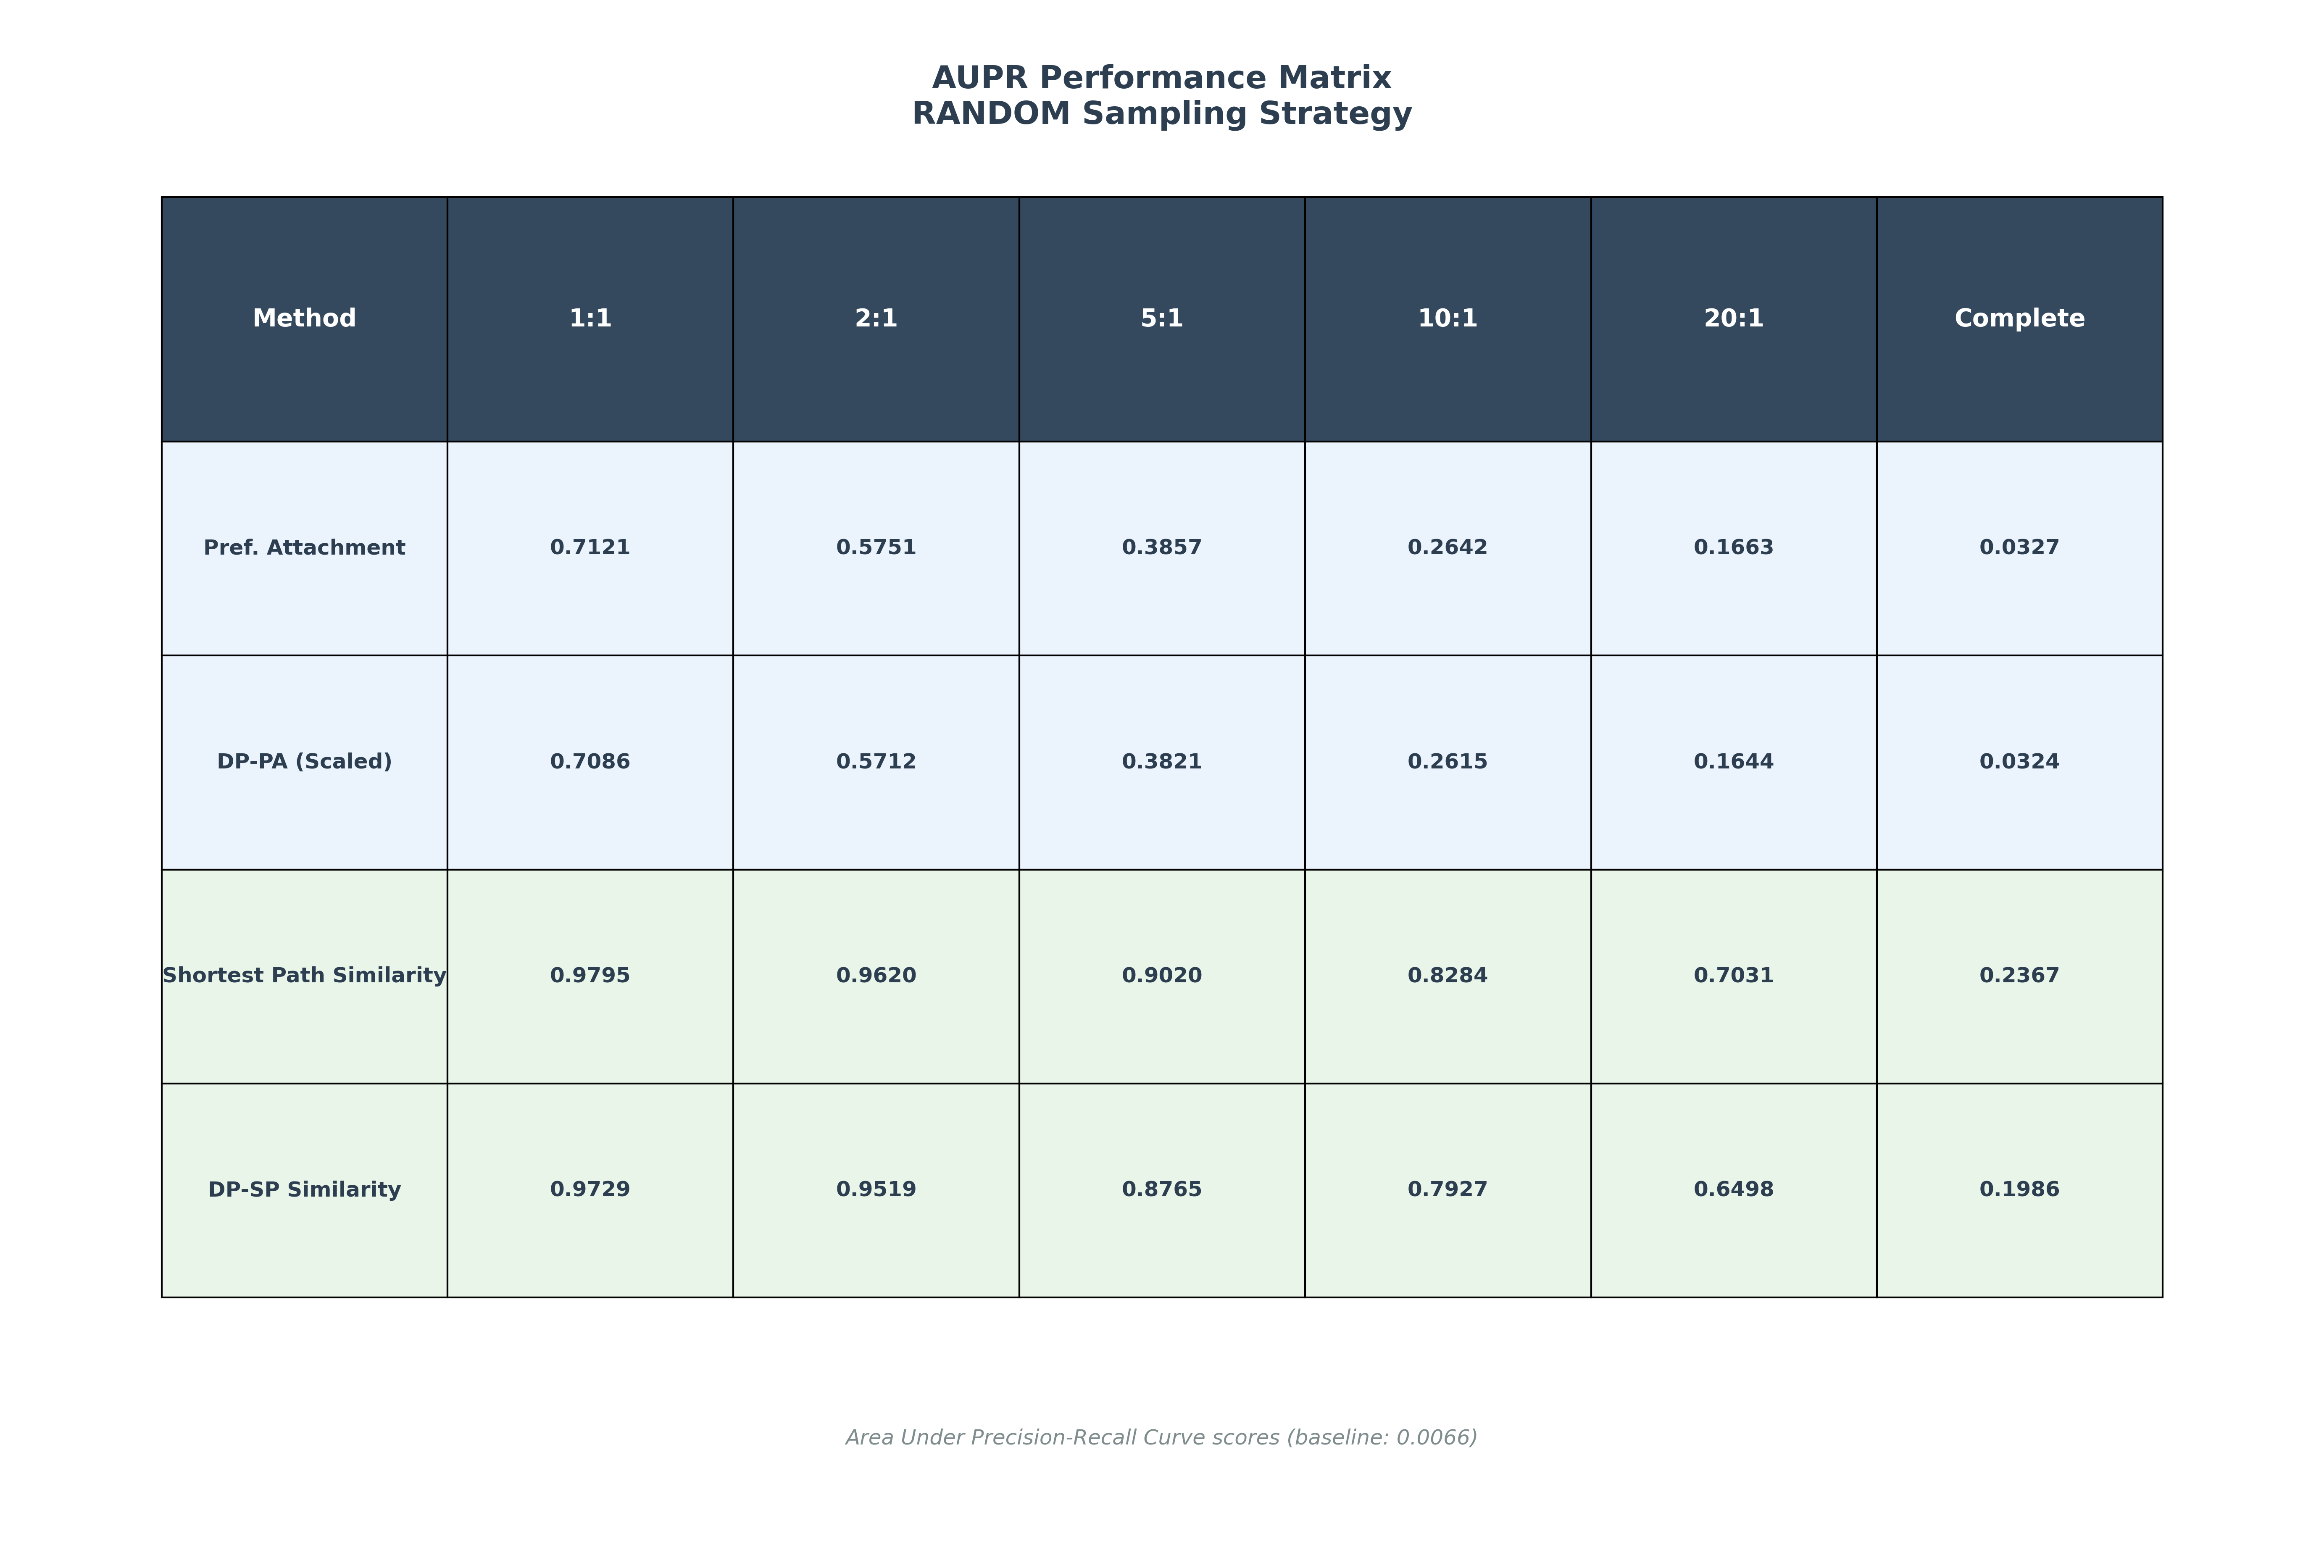 AUPR Performance Matrix
RANDOM Sampling Strategy
Method 1:1 2:1 5:1 10:1 20:1 Complete
Pref. Attachment 0.7121 0.5751 0.3857 0.2642 0.1663 0.0327
DP-PA (Scaled) 0.7086 0.5712 0.3821 0.2615 0.1644 0.0324
Shortest Path Similarity 0.9795 0.9620 0.9020 0.8284 0.7031 0.2367
DP-SP Similarity 0.9729 0.9519 0.8765 0.7927 0.6498 0.1986
Area Under Precision-Recall Curve scores (baseline: 0.0066)